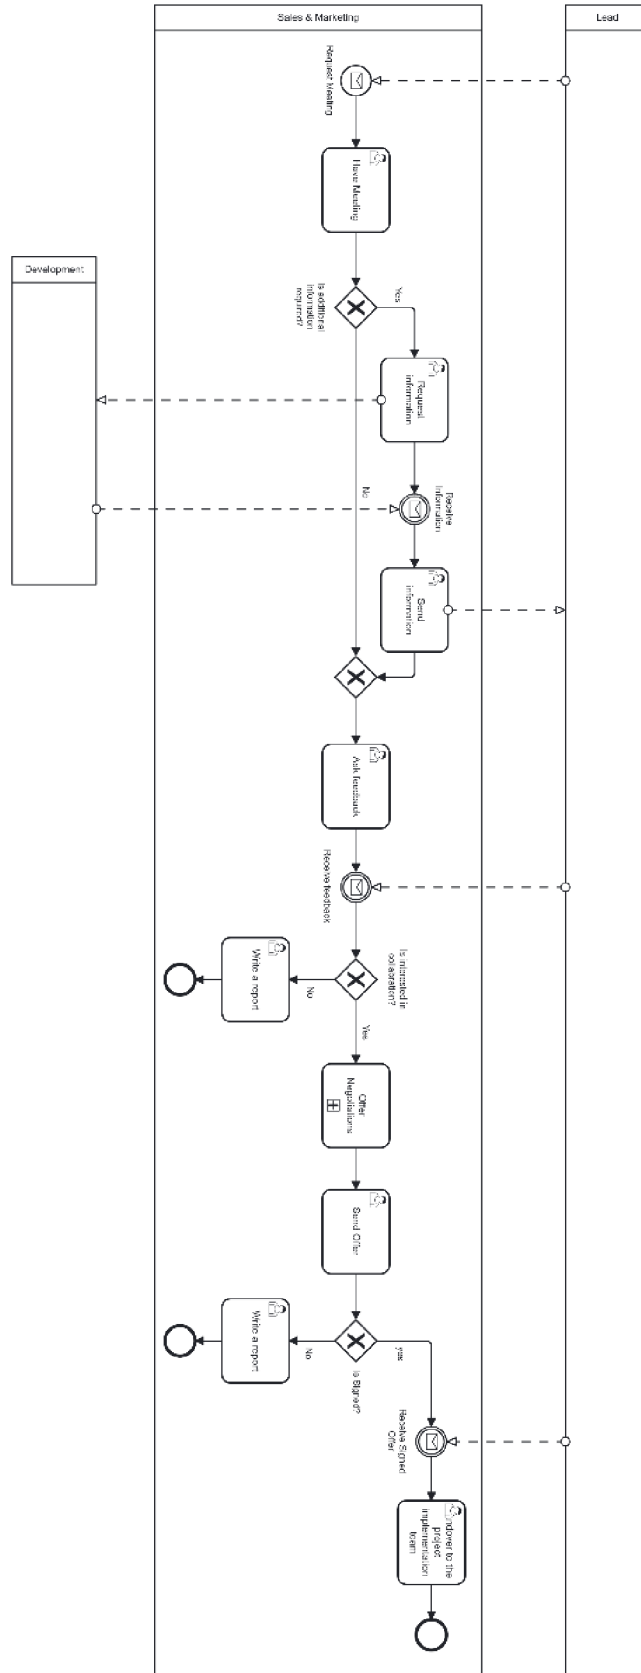 Sales & Marketing
Lead
Request Meeting
Have Meeting
Development
Is additional
information
required?
Yes
Request
information
No
Receive
Information
Send
information
Ask feedback
Receive feedback
Is interested in
collabration?
No
Write a report
Yes
Offer
Negotiations
Send Offer
Is Signed?
No
Write a report
yes
Receive Signed
Offer
ndover to the
project
implementation
team